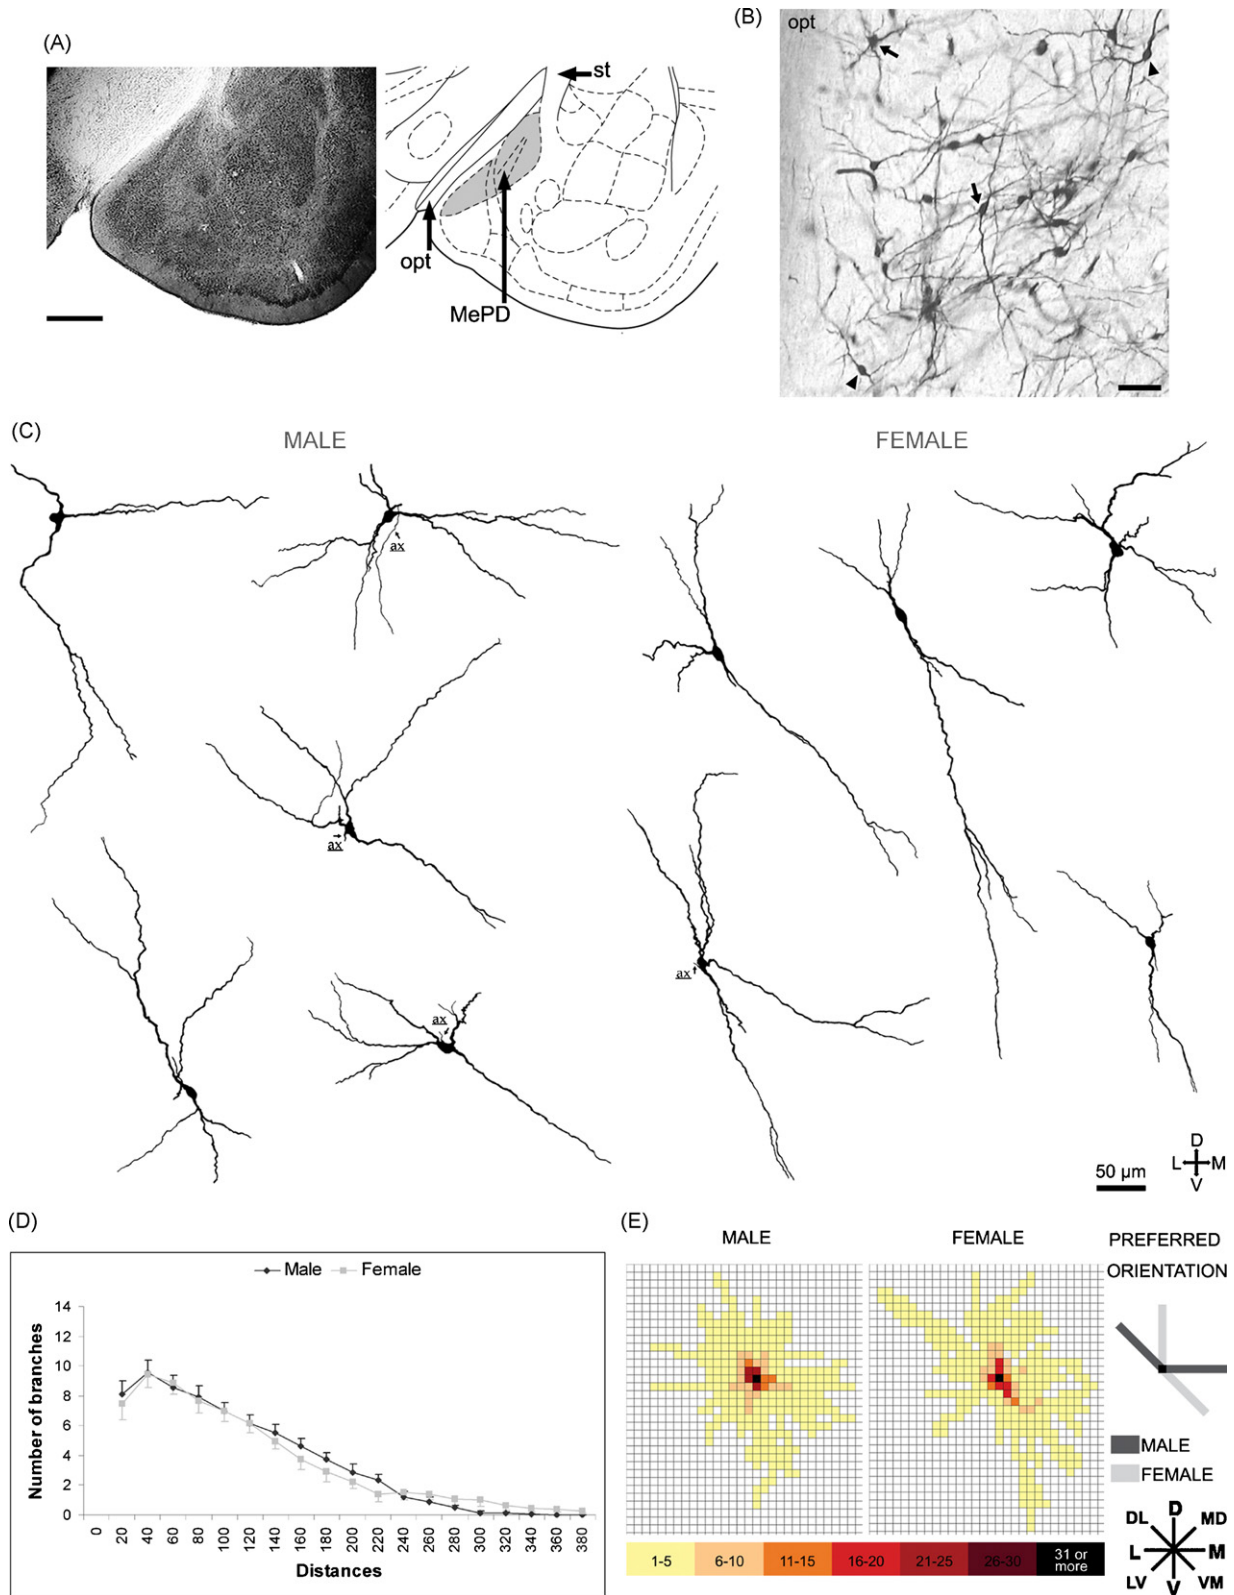 (A)
st
opt
MePD
(B)
opt
(C)
MALE
FEMALE
ax
ax
ax
ax
50 µm
D
L M
V
(D)
Male Female
Number of branches
14
12
10
8
6
4
2
0
0 20 40 60 80 100 120 140 160 180 200 220 240 260 280 300 320 340 360 380
Distances
(E)
MALE
FEMALE
PREFERRED
ORIENTATION
MALE
FEMALE
1-5 6-10 11-15 16-20 21-25 26-30 31 or
more
D
DL MD
L M
LV VM
V